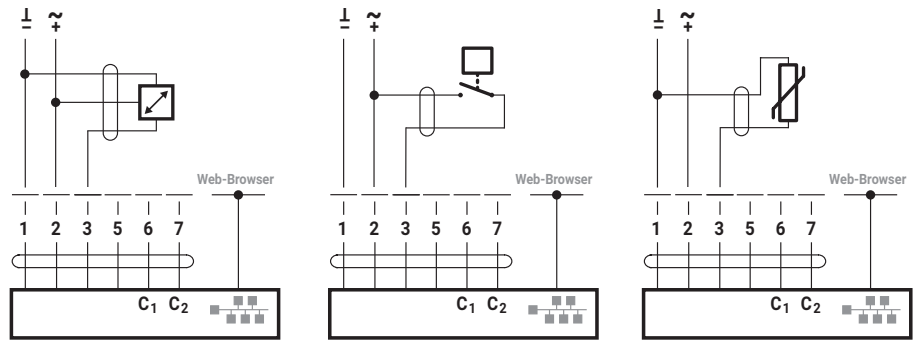 ⊥ ~ ⊥ ~ ⊥ ~
– + – + – +
Web-Browser Web-Browser Web-Browser
1 2 3 5 6 7 1 2 3 5 6 7 1 2 3 5 6 7
C₁ C₂ C₁ C₂ C₁ C₂